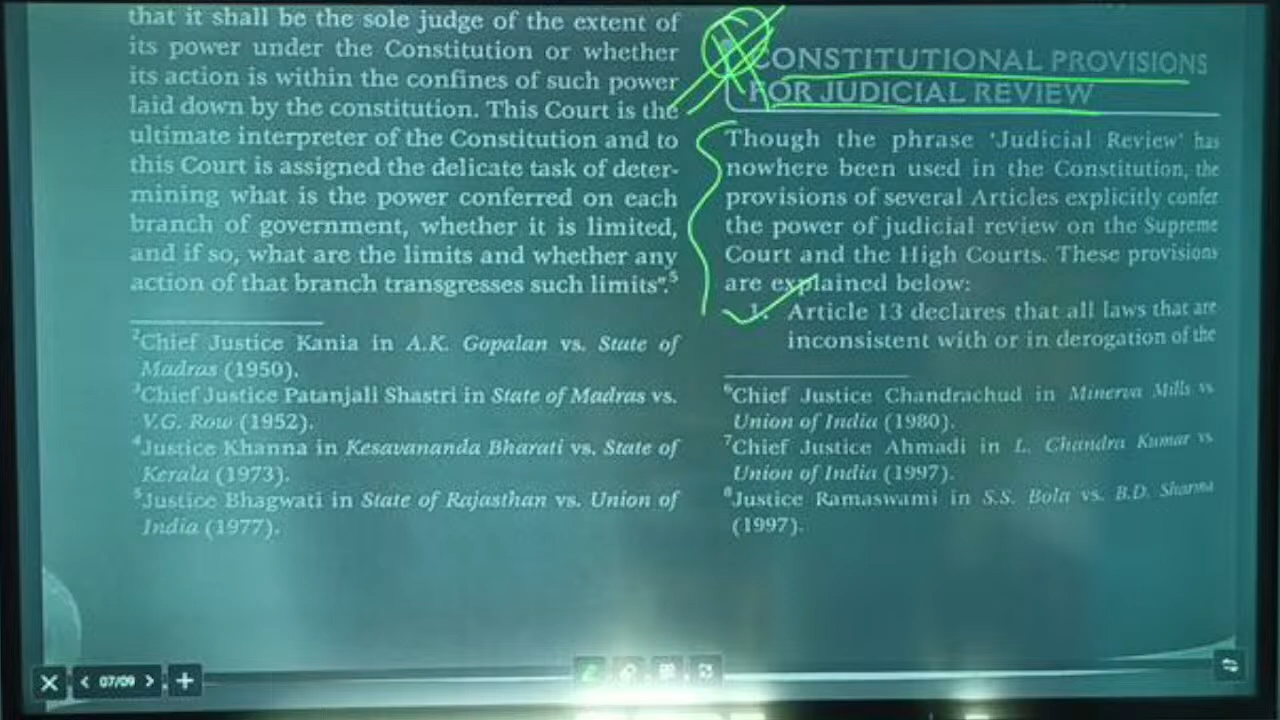 that it shall be the sole judge of the extent of
its power under the Constitution or whether
its action is within the confines of such power
laid down by the constitution. This Court is the
ultimate interpreter of the Constitution and to
this Court is assigned the delicate task of deter-
mining what is the power conferred on each
branch of government, whether it is limited,
and if so, what are the limits and whether any
action of that branch transgresses such limits”.⁵
²Chief Justice Kania in A.K. Gopalan vs. State of
Madras (1950).
³Chief Justice Patanjali Shastri in State of Madras vs.
V.G. Row (1952).
⁴Justice Khanna in Kesavananda Bharati vs. State of
Kerala (1973).
⁵Justice Bhagwati in State of Rajasthan vs. Union of
India (1977).
CONSTITUTIONAL PROVISIONS
FOR JUDICIAL REVIEW
Though the phrase ‘Judicial Review’ has
nowhere been used in the Constitution, the
provisions of several Articles explicitly confer
the power of judicial review on the Supreme
Court and the High Courts. These provisions
are explained below:
1. Article 13 declares that all laws that are
inconsistent with or in derogation of the
⁶Chief Justice Chandrachud in Minerva Mills vs.
Union of India (1980).
⁷Chief Justice Ahmadi in L. Chandra Kumar vs.
Union of India (1997).
⁸Justice Ramaswami in S.S. Bola vs. B.D. Sharma
(1997).
07/09